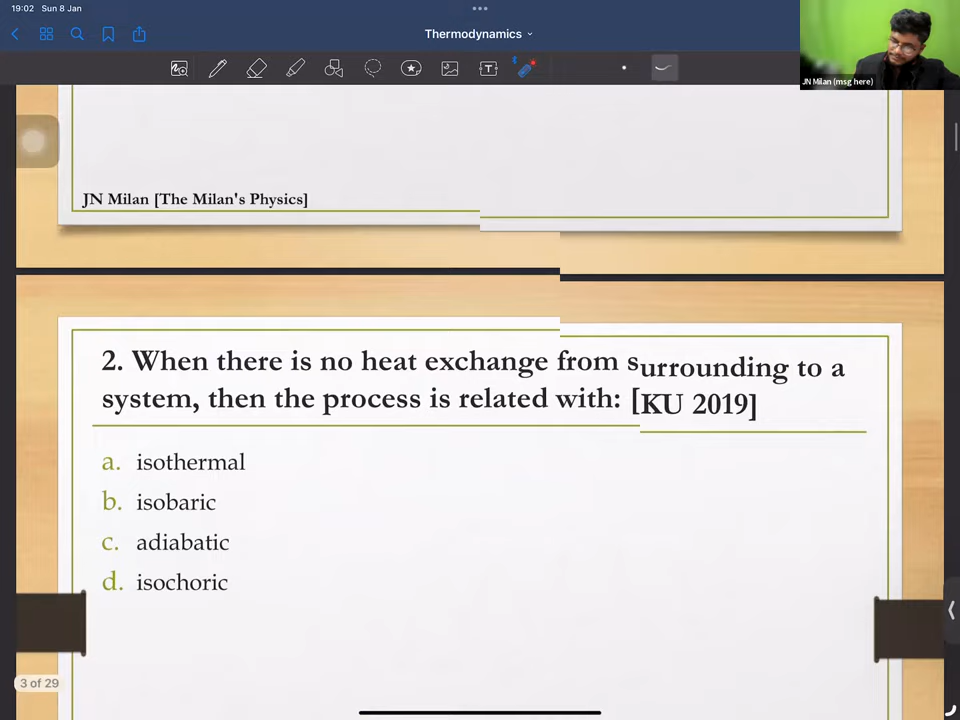 19:02 Sun 8 Jan
Thermodynamics
JN Milan (msg here)
JN Milan [The Milan's Physics]
2. When there is no heat exchange from surrounding to a
system, then the process is related with: [KU 2019]
a. isothermal
b. isobaric
c. adiabatic
d. isochoric
3 of 29